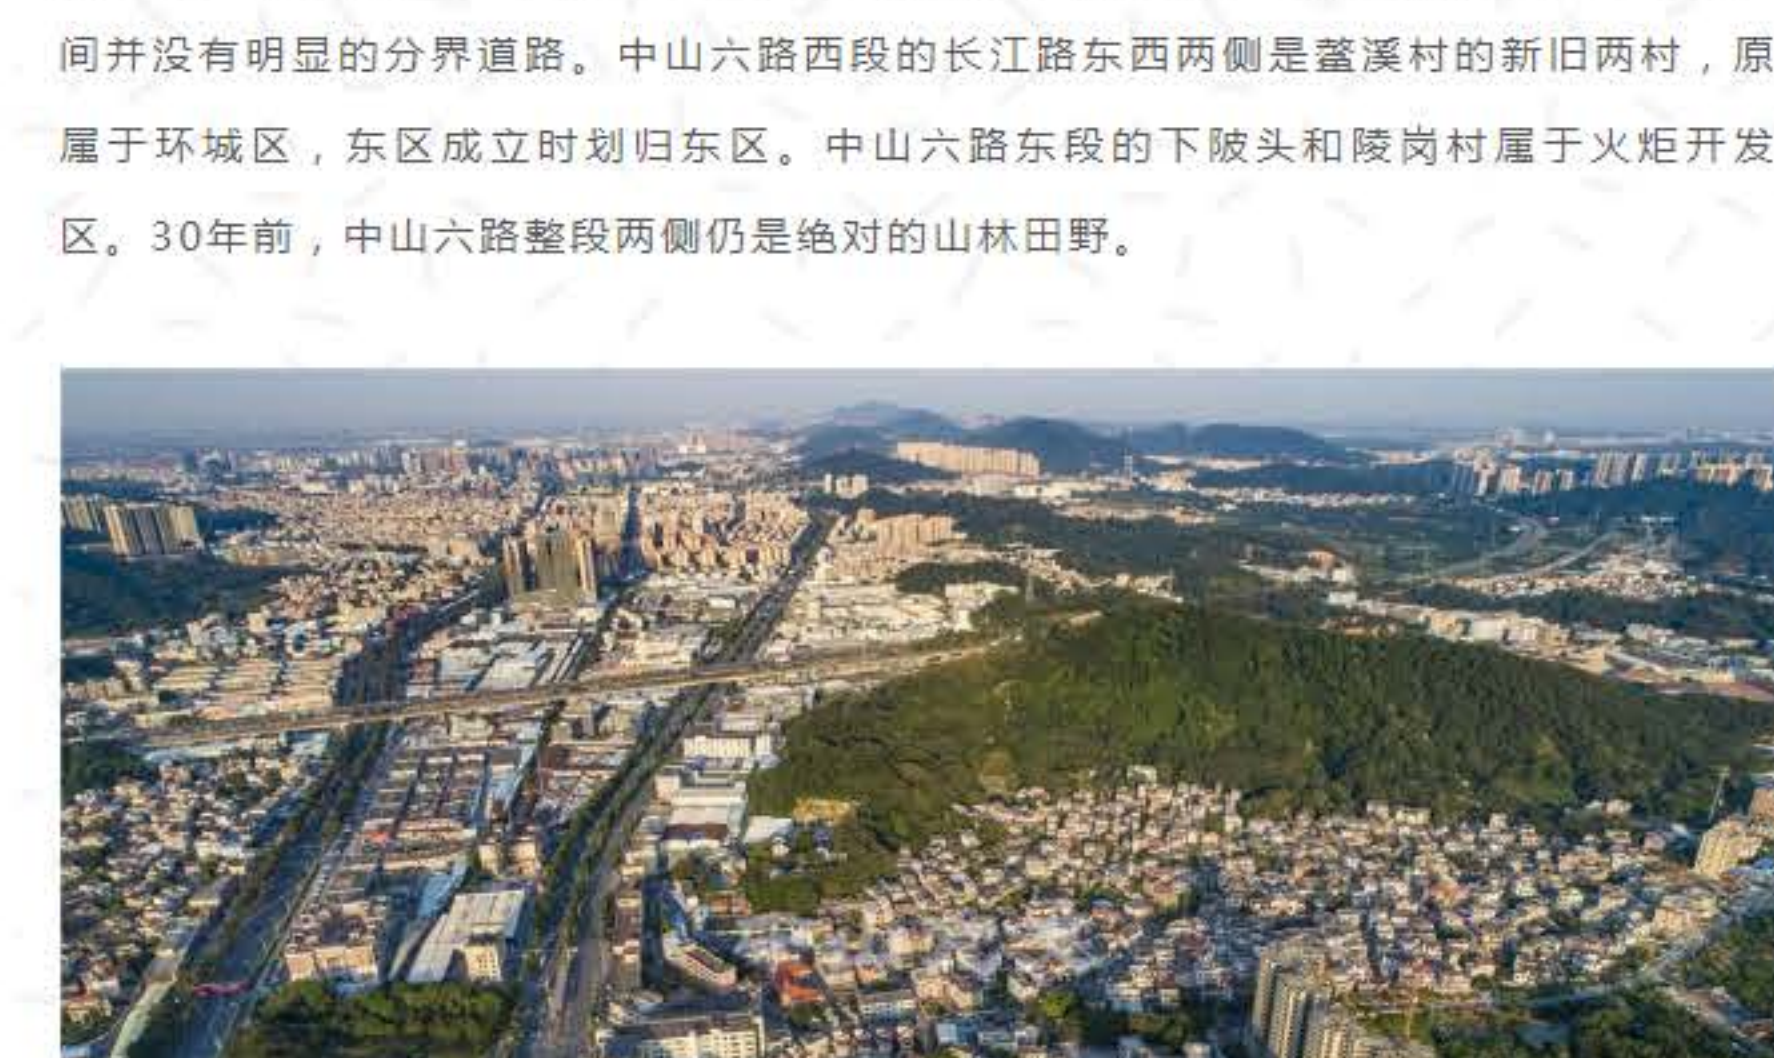 间并没有明显的分界道路。中山六路西段的长江路东西两侧是鳌溪村的新旧两村，原
属于环城区，东区成立时划归东区。中山六路东段的下陂头和陵岗村属于火炬开发
区。30年前，中山六路整段两侧仍是绝对的山林田野。